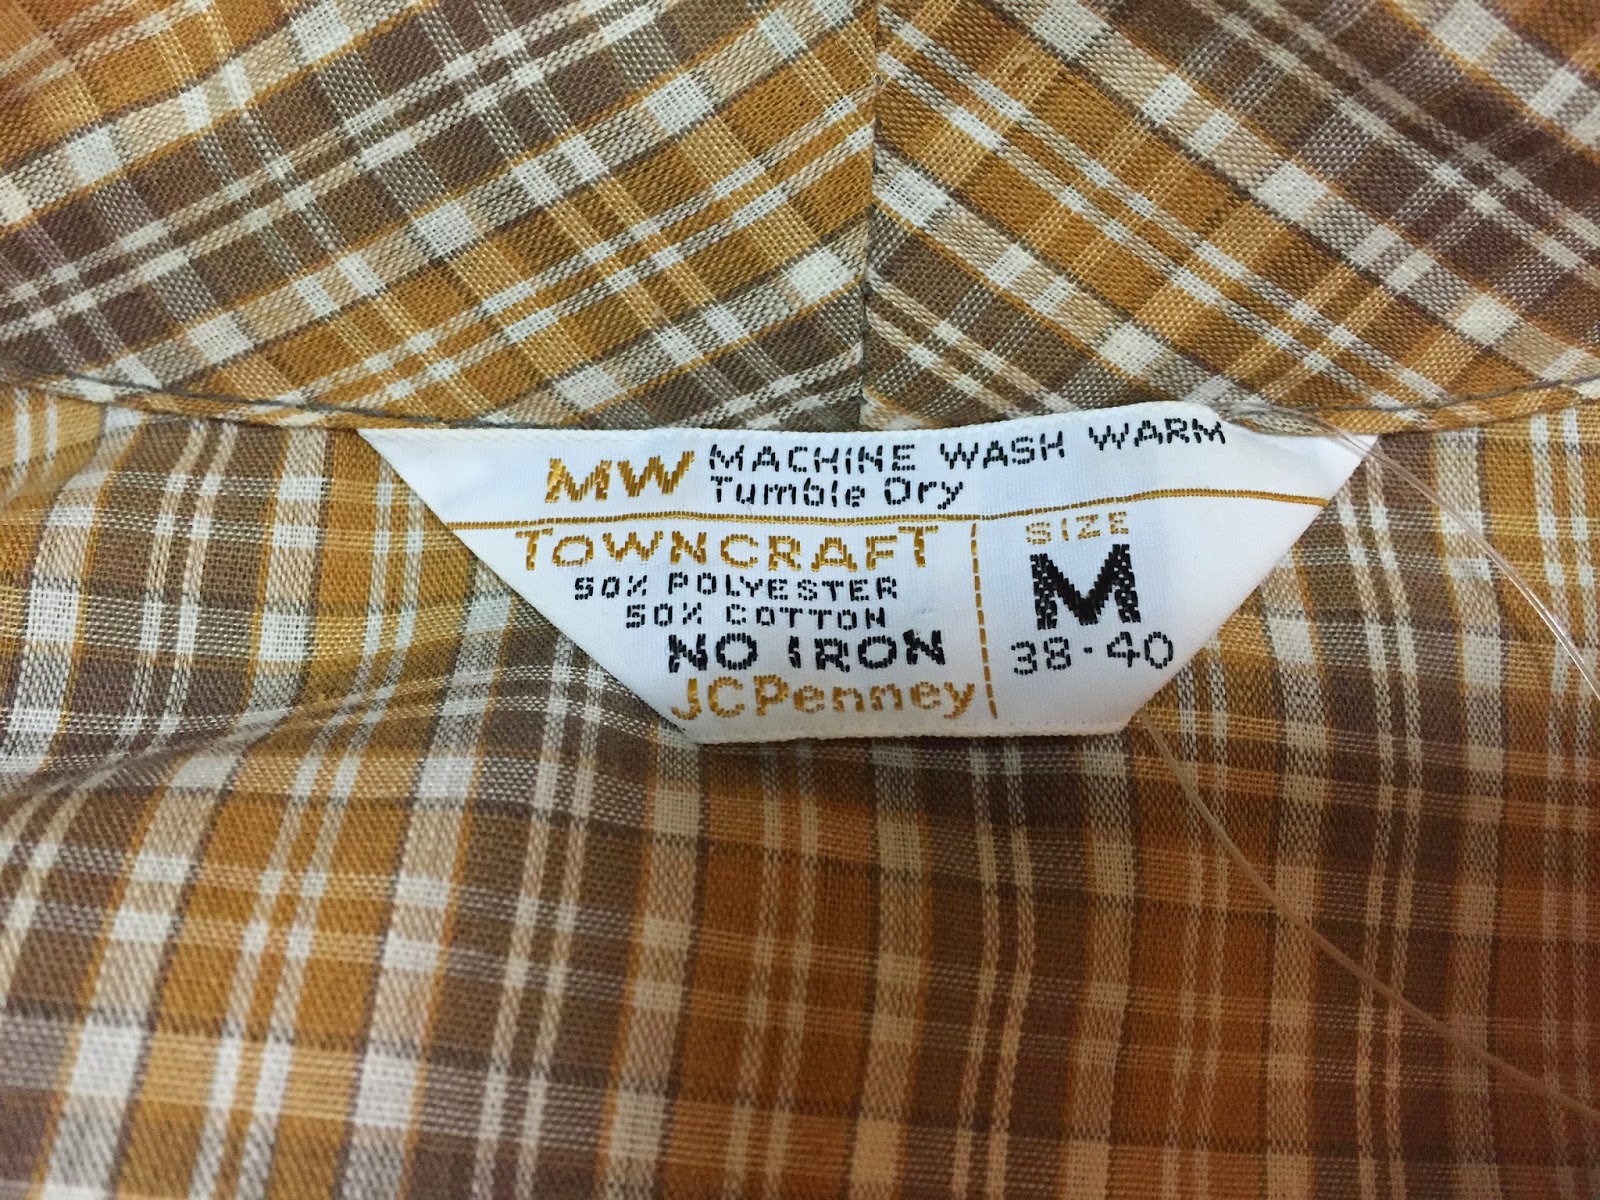 MW MACHINE WASH WARM
Tumble Dry
TOWNCRAFT
50% POLYESTER
50% COTTON
NO IRON
JCPenney
SIZE
M
38-40